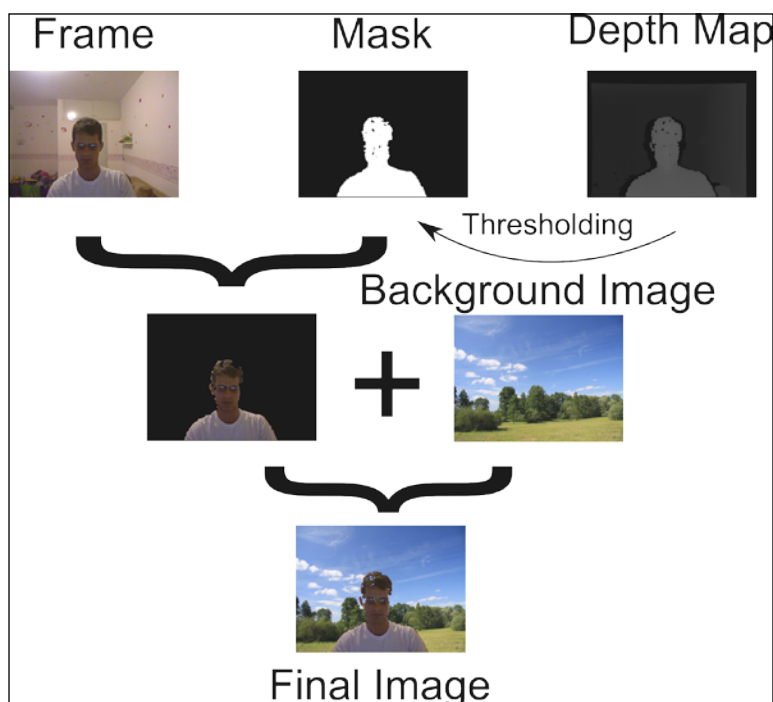 Frame
Mask
Depth Map
Thresholding
Background Image
Final Image